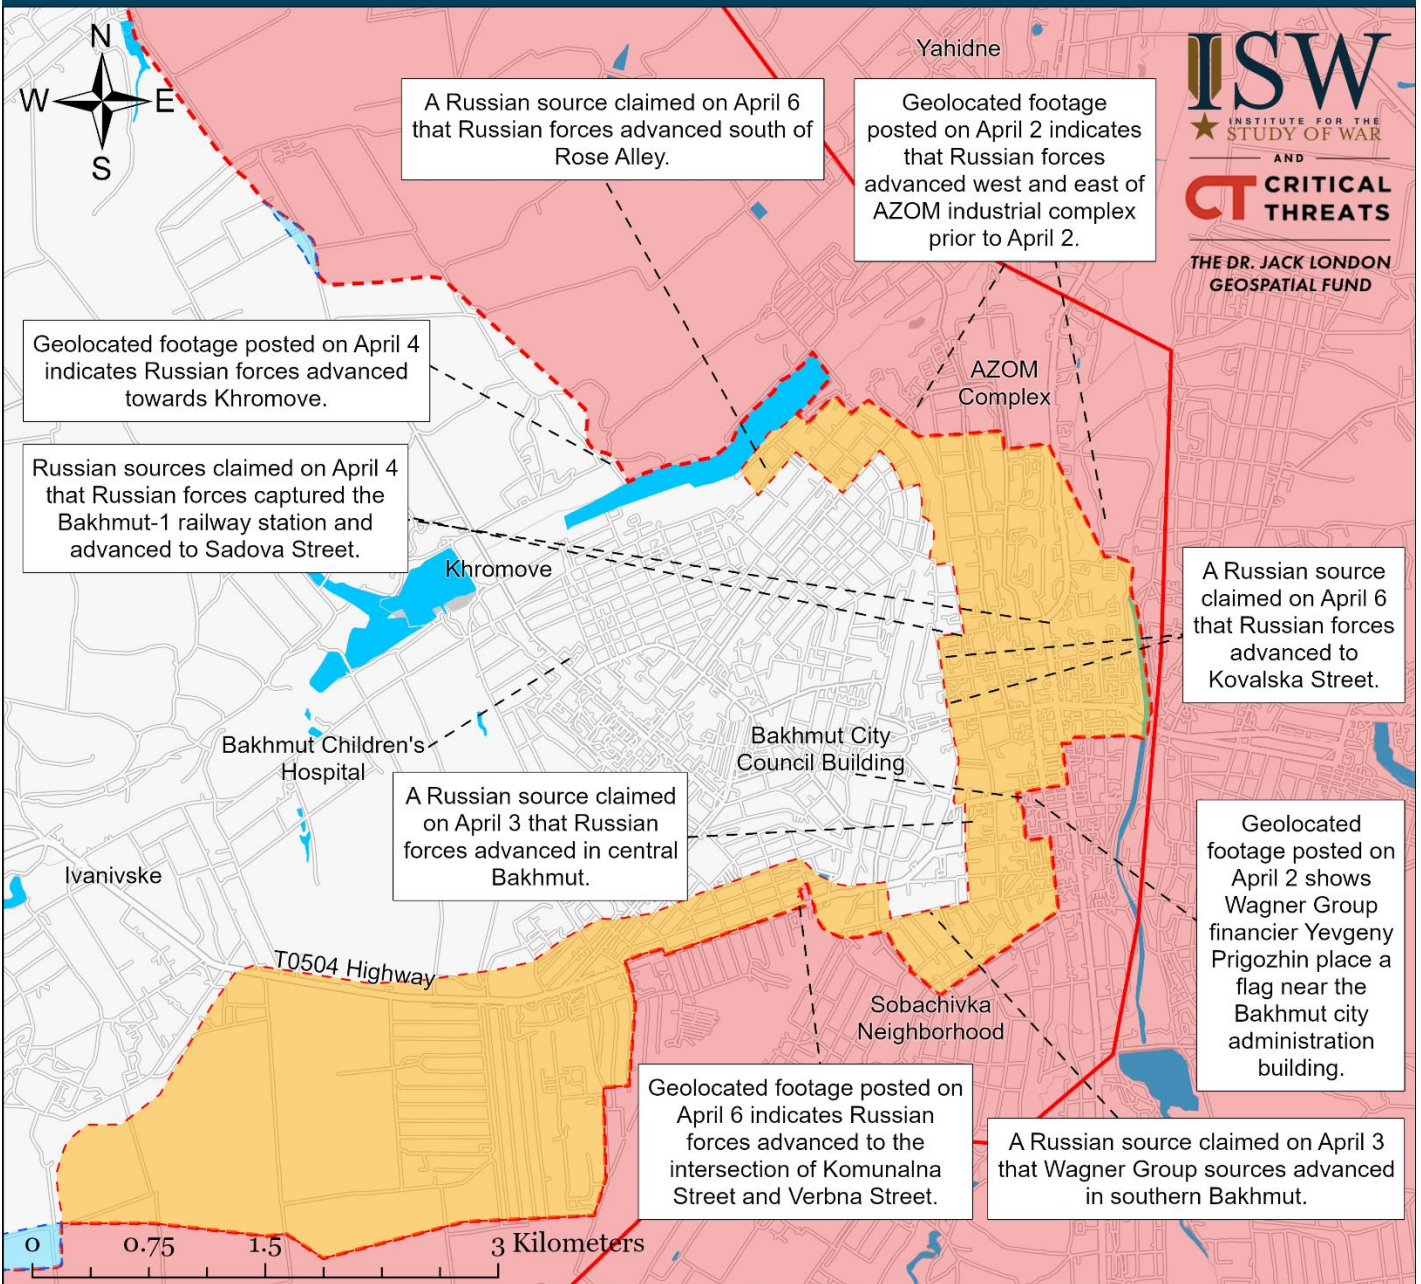 N
W E
S
Yahidne
ISW
INSTITUTE FOR THE
STUDY OF WAR
AND
CT CRITICAL
THREATS
THE DR. JACK LONDON
GEOSPATIAL FUND
A Russian source claimed on April 6
that Russian forces advanced south of
Rose Alley.
Geolocated footage
posted on April 2 indicates
that Russian forces
advanced west and east of
AZOM industrial complex
prior to April 2.
Geolocated footage posted on April 4
indicates Russian forces advanced
towards Khromove.
AZOM
Complex
Russian sources claimed on April 4
that Russian forces captured the
Bakhmut-1 railway station and
advanced to Sadova Street.
Khromove
A Russian source
claimed on April 6
that Russian forces
advanced to
Kovalska Street.
Bakhmut Children's
Hospital
Bakhmut City
Council Building
A Russian source claimed
on April 3 that Russian
forces advanced in central
Bakhmut.
Geolocated
footage posted on
April 2 shows
Wagner Group
financier Yevgeny
Prigozhin place a
flag near the
Bakhmut city
administration
building.
Ivanivske
T0504 Highway
Sobachivka
Neighborhood
Geolocated footage posted on
April 6 indicates Russian
forces advanced to the
intersection of Komunalna
Street and Verbna Street.
A Russian source claimed on April 3
that Wagner Group sources advanced
in southern Bakhmut.
0 0.75 1.5 3 Kilometers